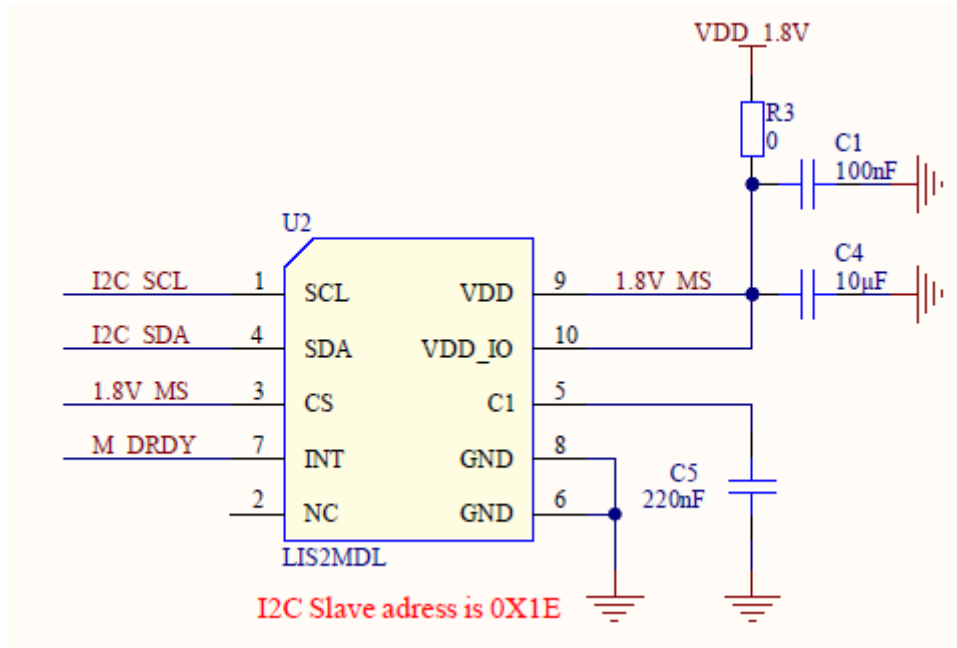 VDD_1.8V
R3
0
C1
100nF
U2
C4
10µF
I2C_SCL 1 SCL VDD 9 1.8V_MS
I2C_SDA 4 SDA VDD_IO 10
1.8V_MS 3 CS C1 5
M_DRDY 7 INT GND 8
2 NC GND 6
C5
220nF
LIS2MDL
I2C Slave adress is 0X1E